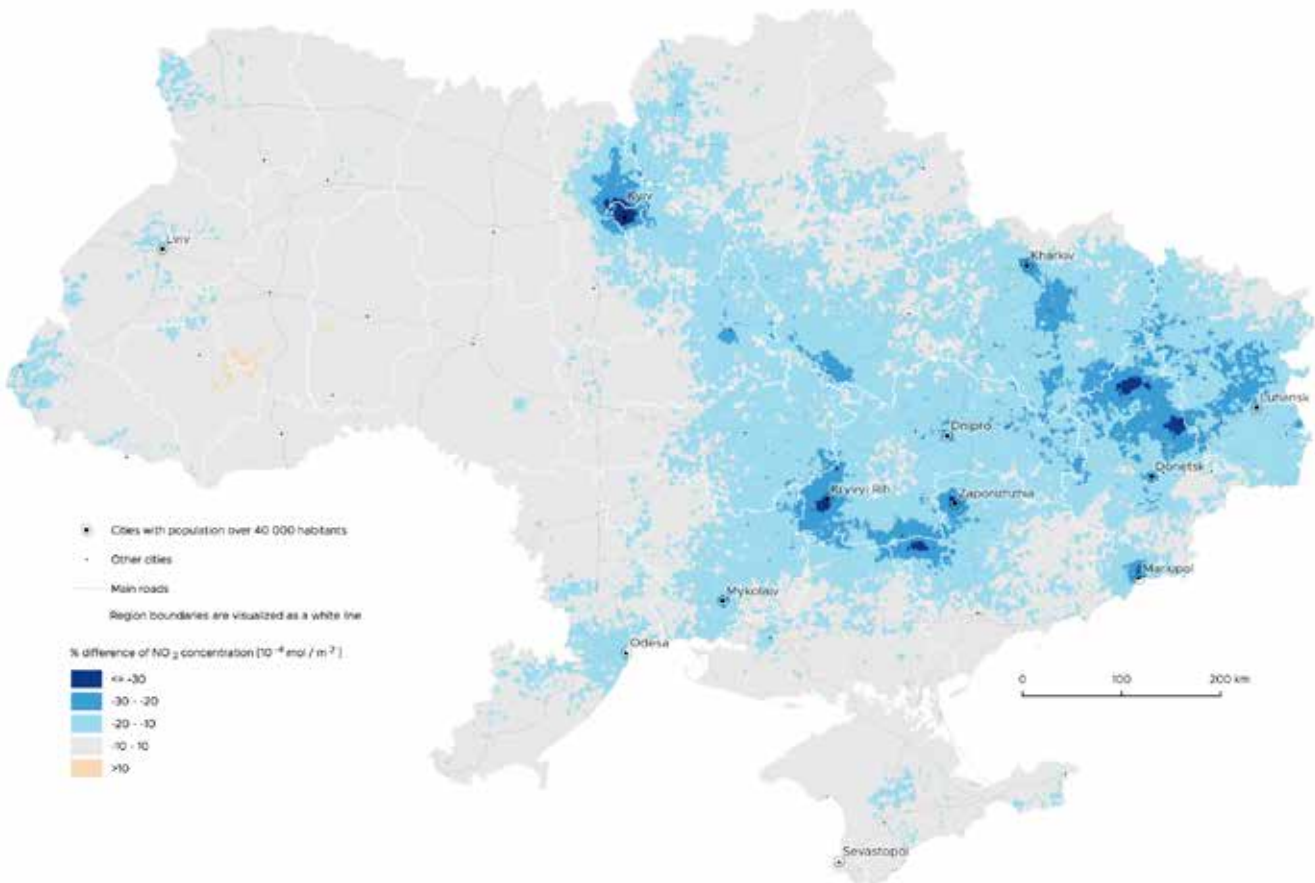 Kyiv
Lviv
Kharkiv
Luhansk
Dnipro
Donetsk
Kryvyi Rih
Zaporizhzhia
Mariupol
Mykolaiv
Odesa
Sevastopol
Cities with population over 40 000 habitants
Other cities
Main roads
Region boundaries are visualized as a white line
% difference of NO₂ concentration [10⁻⁴ mol / m²]
<= -30
-30 - -20
-20 - -10
-10 - 10
>10
0 100 200 km